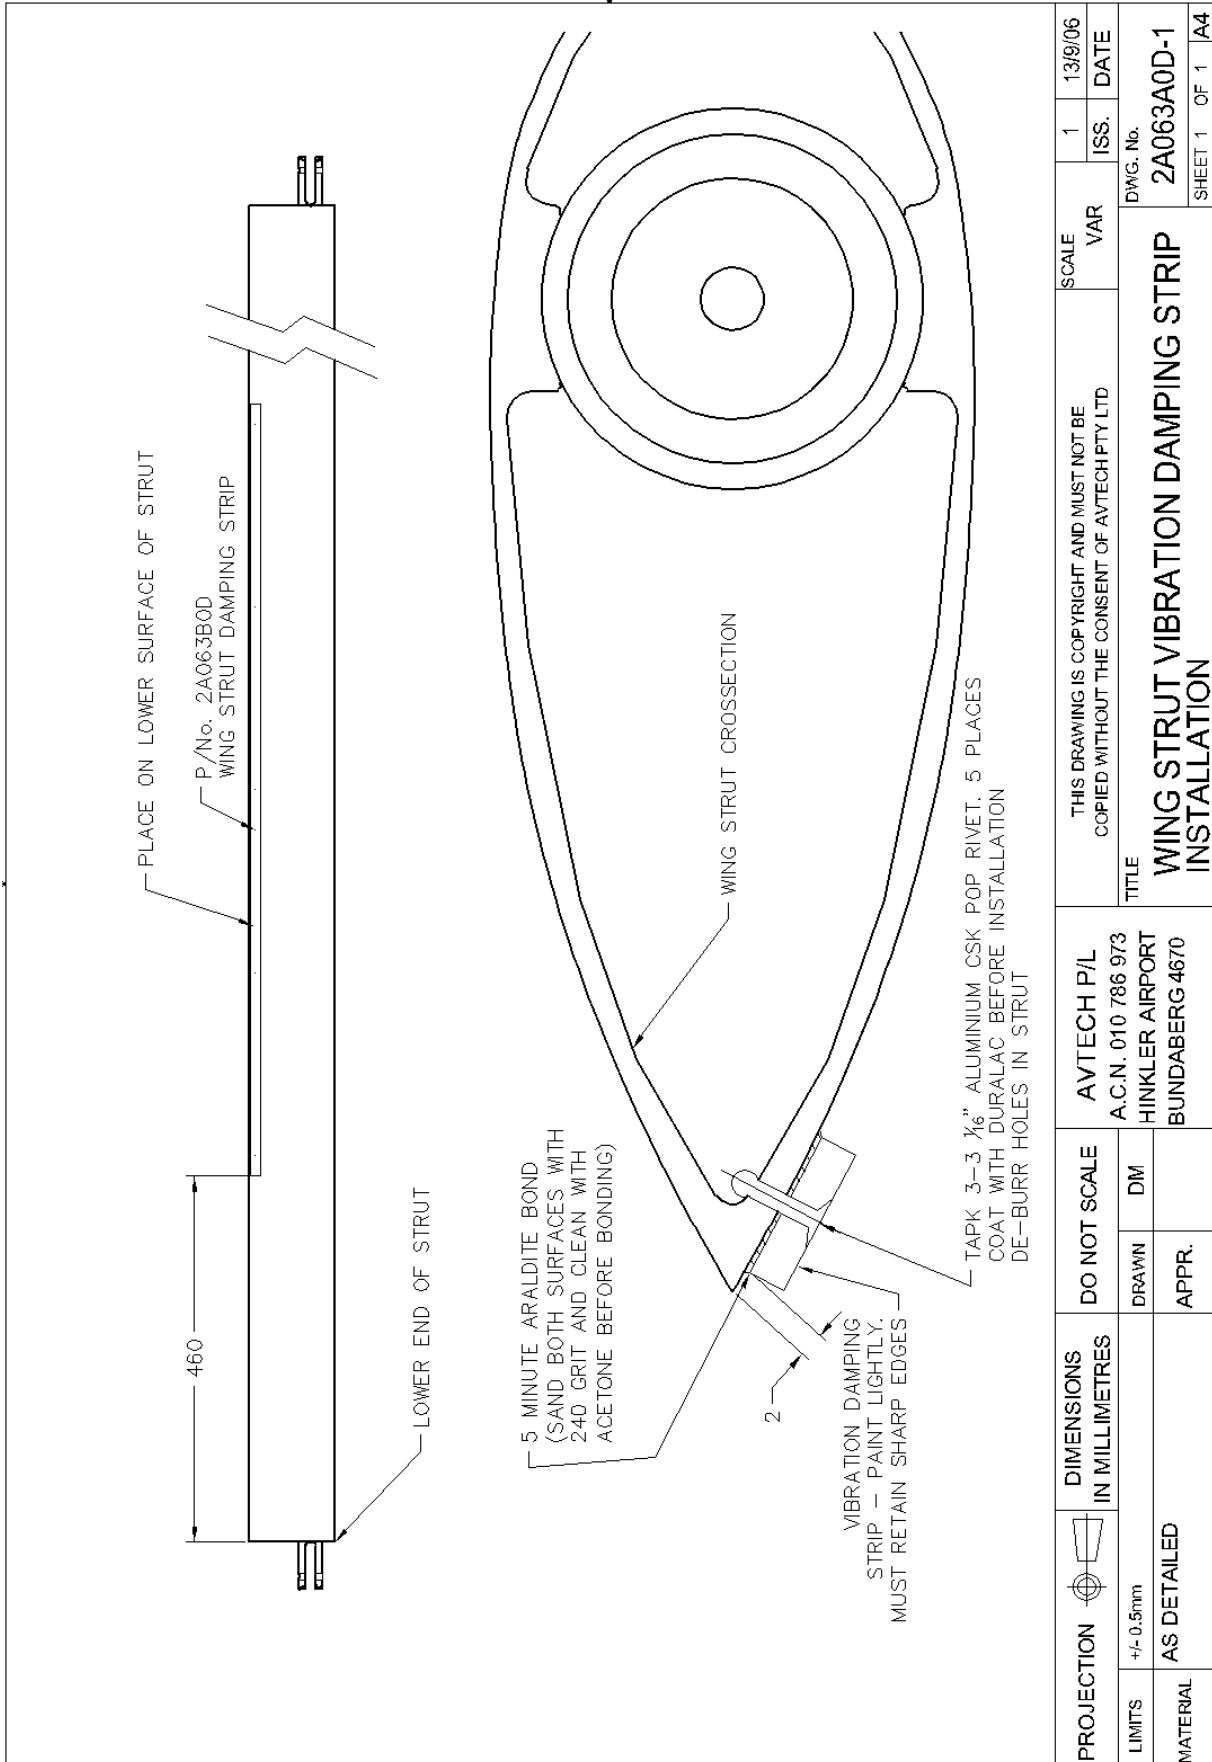 PLACE ON LOWER SURFACE OF STRUT
P/No. 2A063B0D
WING STRUT DAMPING STRIP
460
LOWER END OF STRUT
5 MINUTE ARALDITE BOND
(SAND BOTH SURFACES WITH
240 GRIT AND CLEAN WITH
ACETONE BEFORE BONDING)
WING STRUT CROSSECTION
2
VIBRATION DAMPING
STRIP – PAINT LIGHTLY.
MUST RETAIN SHARP EDGES
TAPK 3–3 1/16" ALUMINIUM CSK POP RIVET. 5 PLACES
COAT WITH DURALAC BEFORE INSTALLATION
DE–BURR HOLES IN STRUT
PROJECTION
DIMENSIONS
IN MILLIMETRES
DO NOT SCALE
LIMITS
+/- 0.5mm
DRAWN
DM
MATERIAL
AS DETAILED
APPR.
AVTECH P/L
A.C.N. 010 786 973
HINKLER AIRPORT
BUNDABERG 4670
THIS DRAWING IS COPYRIGHT AND MUST NOT BE
COPIED WITHOUT THE CONSENT OF AVTECH PTY LTD
SCALE
VAR
1
13/9/06
ISS.
DATE
TITLE
WING STRUT VIBRATION DAMPING STRIP
INSTALLATION
DWG. No.
2A063A0D-1
SHEET 1 OF 1
A4